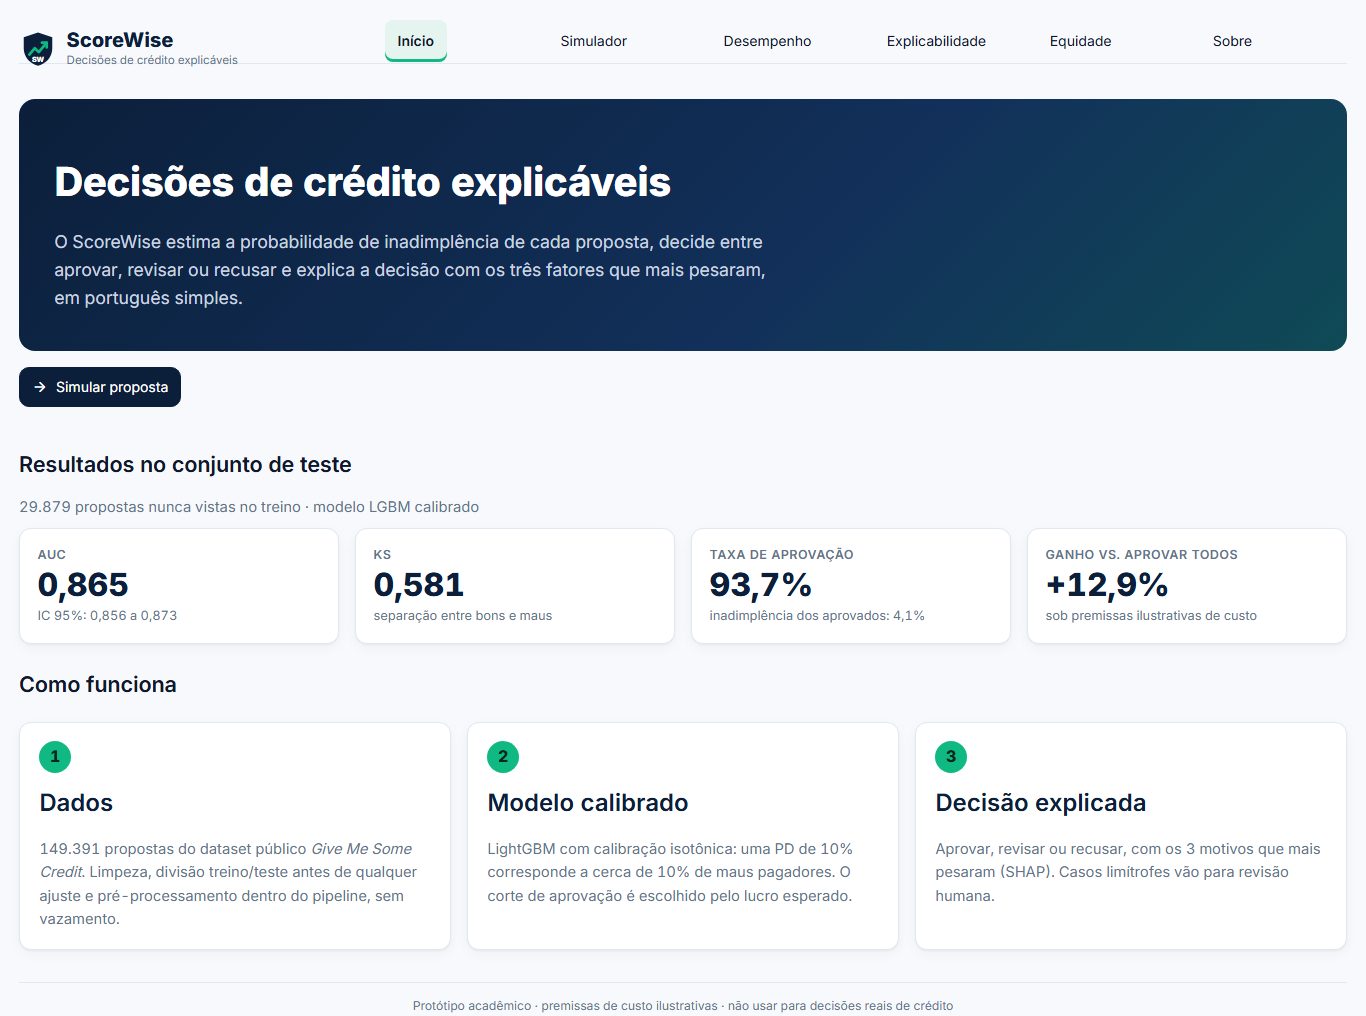 SW
ScoreWise
Decisões de crédito explicáveis
Início
Simulador
Desempenho
Explicabilidade
Equidade
Sobre
Decisões de crédito explicáveis
O ScoreWise estima a probabilidade de inadimplência de cada proposta, decide entre
aprovar, revisar ou recusar e explica a decisão com os três fatores que mais pesaram,
em português simples.
→ Simular proposta
Resultados no conjunto de teste
29.879 propostas nunca vistas no treino · modelo LGBM calibrado
AUC
0,865
IC 95%: 0,856 a 0,873
KS
0,581
separação entre bons e maus
TAXA DE APROVAÇÃO
93,7%
inadimplência dos aprovados: 4,1%
GANHO VS. APROVAR TODOS
+12,9%
sob premissas ilustrativas de custo
Como funciona
1
Dados
149.391 propostas do dataset público Give Me Some
Credit. Limpeza, divisão treino/teste antes de qualquer
ajuste e pré-processamento dentro do pipeline, sem
vazamento.
2
Modelo calibrado
LightGBM com calibração isotônica: uma PD de 10%
corresponde a cerca de 10% de maus pagadores. O
corte de aprovação é escolhido pelo lucro esperado.
3
Decisão explicada
Aprovar, revisar ou recusar, com os 3 motivos que mais
pesaram (SHAP). Casos limítrofes vão para revisão
humana.
Protótipo acadêmico · premissas de custo ilustrativas · não usar para decisões reais de crédito